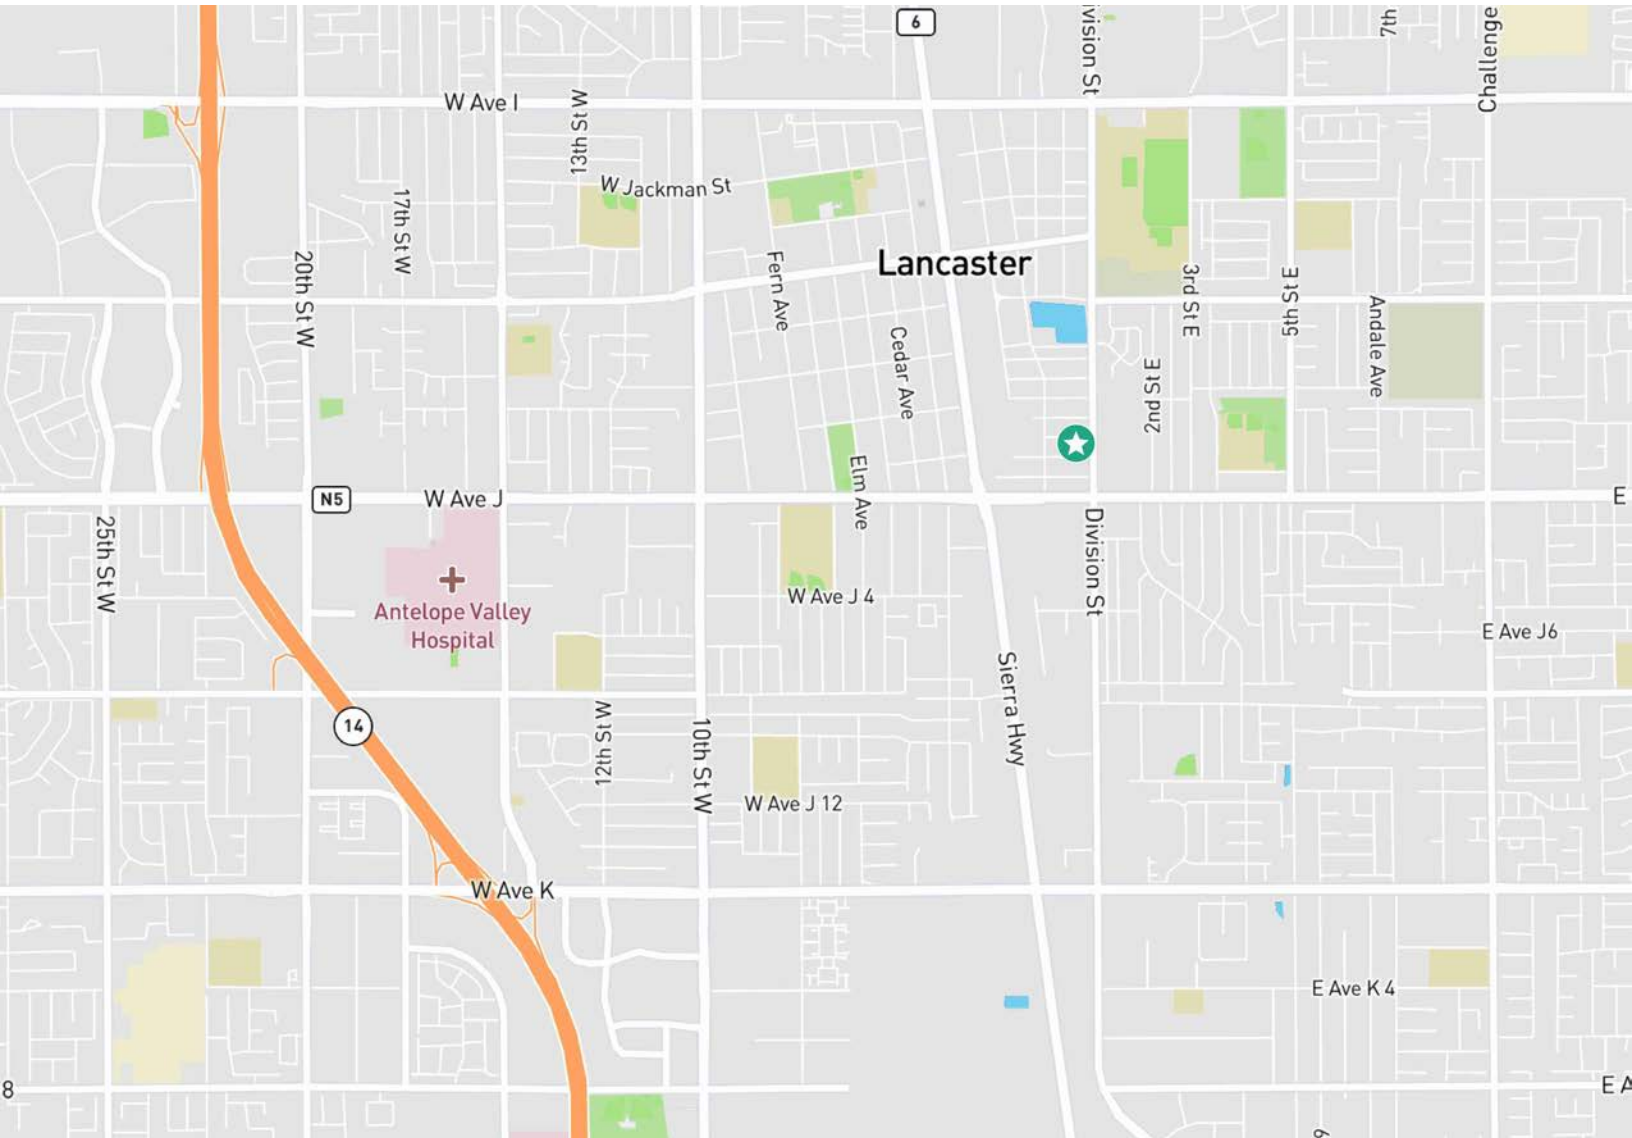 6
Division St
7th
Challenge
W Ave I
13th St W
W Jackman St
17th St W
20th St W
Fern Ave
Lancaster
3rd St E
5th St E
Andale Ave
Cedar Ave
2nd St E
Elm Ave
N5
W Ave J
E
25th St W
Division St
Antelope Valley
Hospital
W Ave J 4
E Ave J6
Sierra Hwy
14
12th St W
10th St W
W Ave J 12
W Ave K
E Ave K 4
8
E A
9